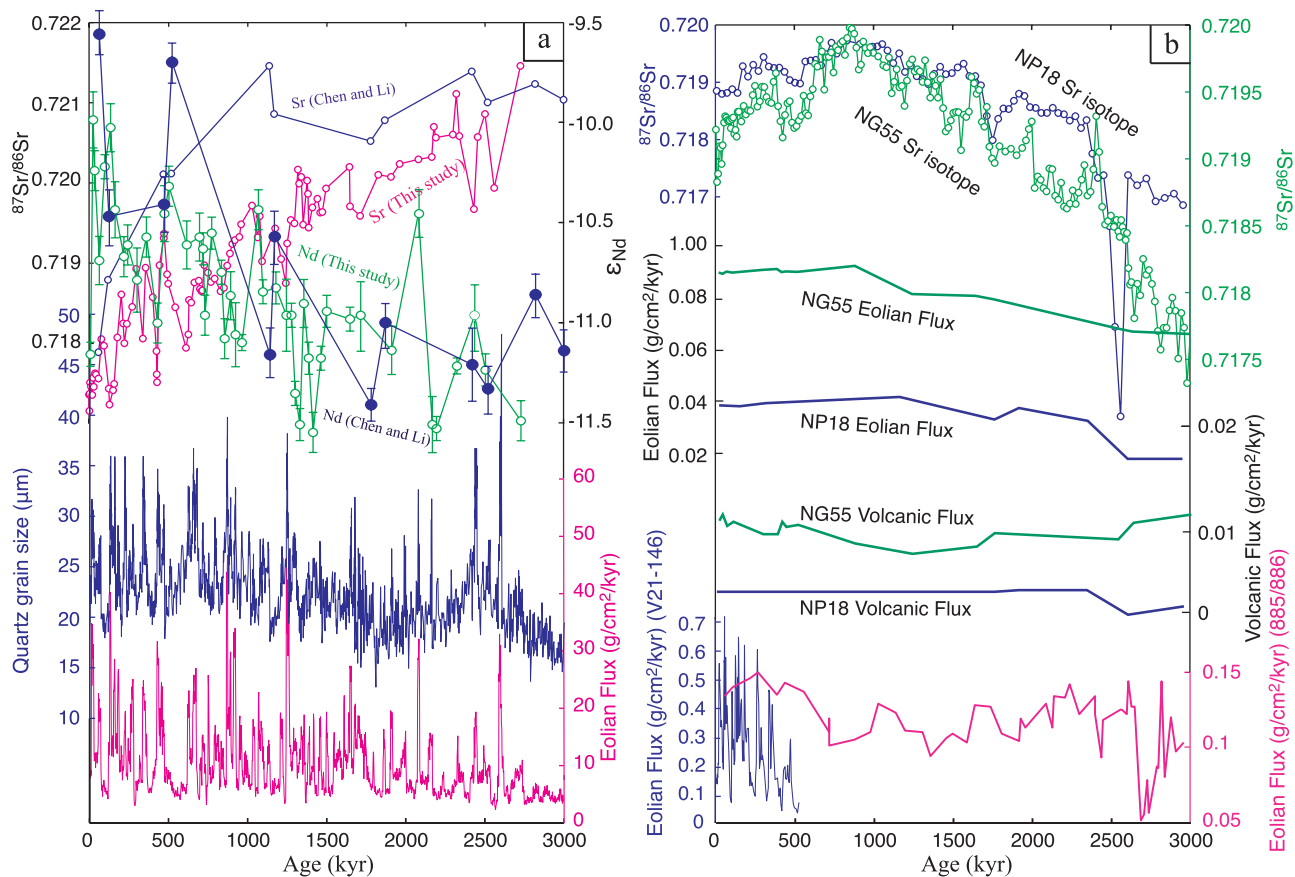 a
⁸⁷Sr/⁸⁶Sr
0.722
0.721
0.720
0.719
0.718
Quartz grain size (µm)
50
45
40
35
30
25
20
15
10
-9.5
-10.0
-10.5
-11.0
-11.5
εNd
60
50
40
30
20
10
0
Eolian Flux (g/cm²/kyr)
Sr (Chen and Li)
Sr (This study)
Nd (This study)
Nd (Chen and Li)
0
500
1000
1500
2000
2500
3000
Age (kyr)
b
⁸⁷Sr/⁸⁶Sr
0.720
0.719
0.718
0.717
Eolian Flux (g/cm²/kyr)
1.00
0.08
0.06
0.04
0.02
Eolian Flux (g/cm²/kyr) (V21-146)
0.7
0.6
0.5
0.4
0.3
0.2
0.1
0
0.720
0.7195
0.719
0.7185
0.718
0.7175
⁸⁷Sr/⁸⁶Sr
0.02
0.01
0
Volcanic Flux (g/cm²/kyr)
0.15
0.1
0.05
Eolian Flux (g/cm²/kyr) (885/886)
NP18 Sr isotope
NG55 Sr isotope
NG55 Eolian Flux
NP18 Eolian Flux
NG55 Volcanic Flux
NP18 Volcanic Flux
0
500
1000
1500
2000
2500
3000
Age (kyr)